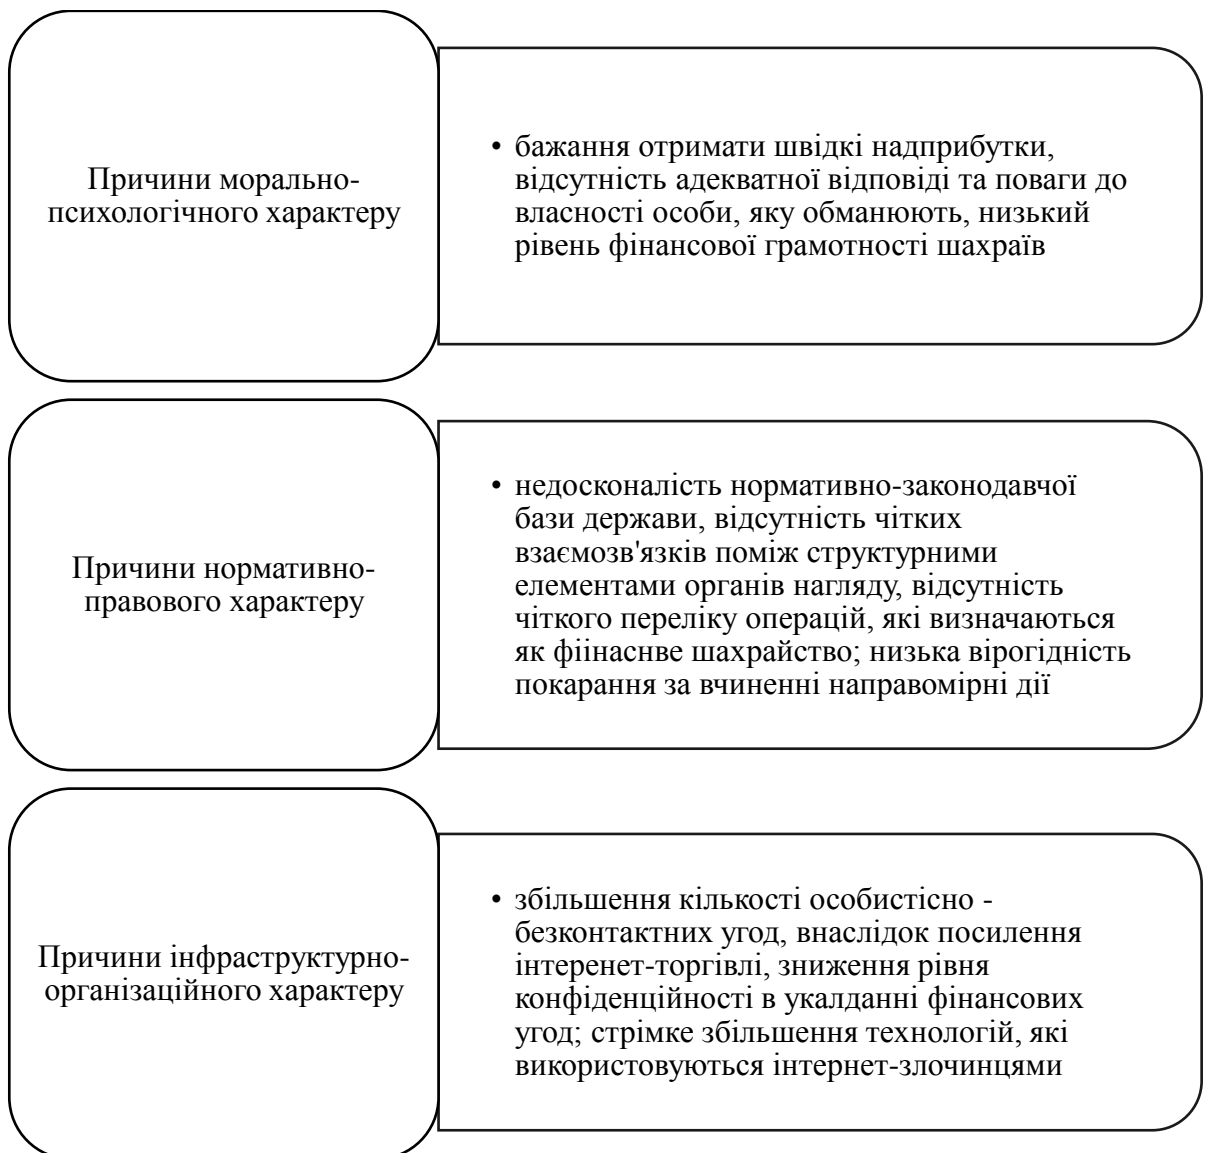 Причини морально-
психологічного характеру
• бажання отримати швідкі надприбутки,
відсутність адекватної відповіді та поваги до
власності особи, яку обманюють, низький
рівень фінансової грамотності шахраїв
Причини нормативно-
правового характеру
• недосконалість нормативно-законодавчої
бази держави, відсутність чітких
взаємозв'язків поміж структурними
елементами органів нагляду, відсутність
чіткого переліку операцій, які визначаються
як фіінаснве шахрайство; низька вірогідність
покарання за вчиненні направомірні дії
Причини інфраструктурно-
організаційного характеру
• збільшення кількості особистісно -
безконтактних угод, внаслідок посилення
інтеренет-торгівлі, зниження рівня
конфіденційності в укалданні фінансових
угод; стрімке збільшення технологій, які
використовуються інтернет-злочинцями